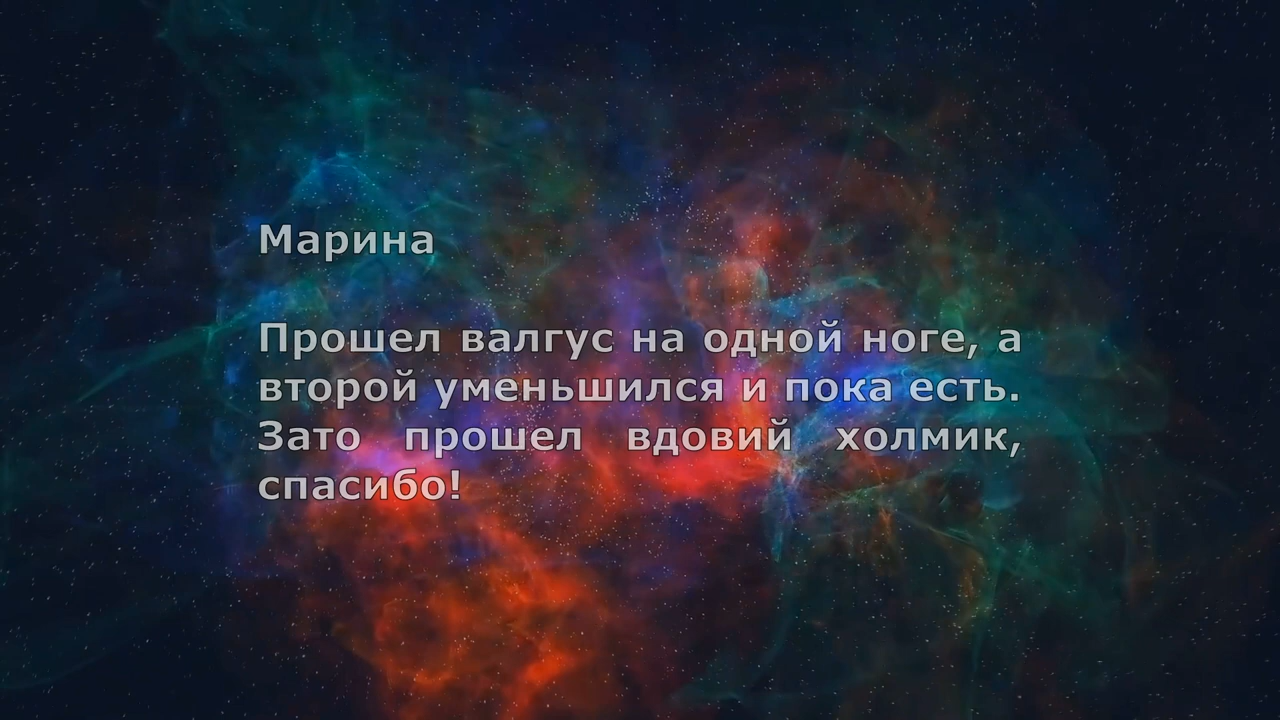 Марина
Прошел валгус на одной ноге, а
второй уменьшился и пока есть.
Зато прошел вдовий холмик,
спасибо!